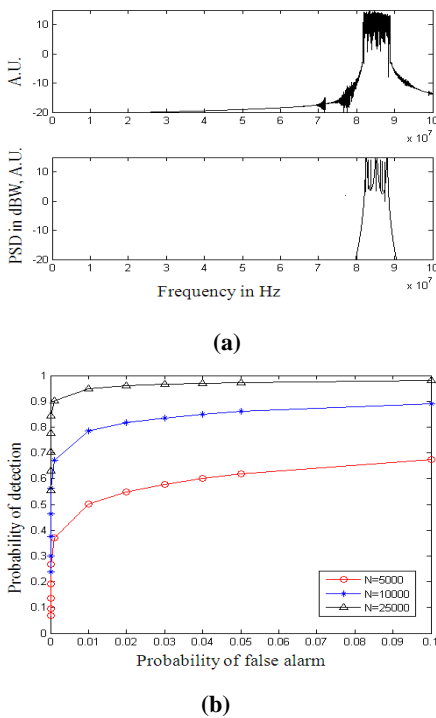 15
10
A.U.
0
-10
-20
0 1 2 3 4 5 6 7 8 9 10
x 10^7
PSD in dBW, A.U.
10
0
-10
-20
0 1 2 3 4 5 6 7 8 9 10
x 10^7
Frequency in Hz
(a)
Probability of detection
1
0.9
0.8
0.7
0.6
0.5
0.4
0.3
0.2
0.1
0
N=5000
N=10000
N=25000
0 0.01 0.02 0.03 0.04 0.05 0.06 0.07 0.08 0.09 0.1
Probability of false alarm
(b)